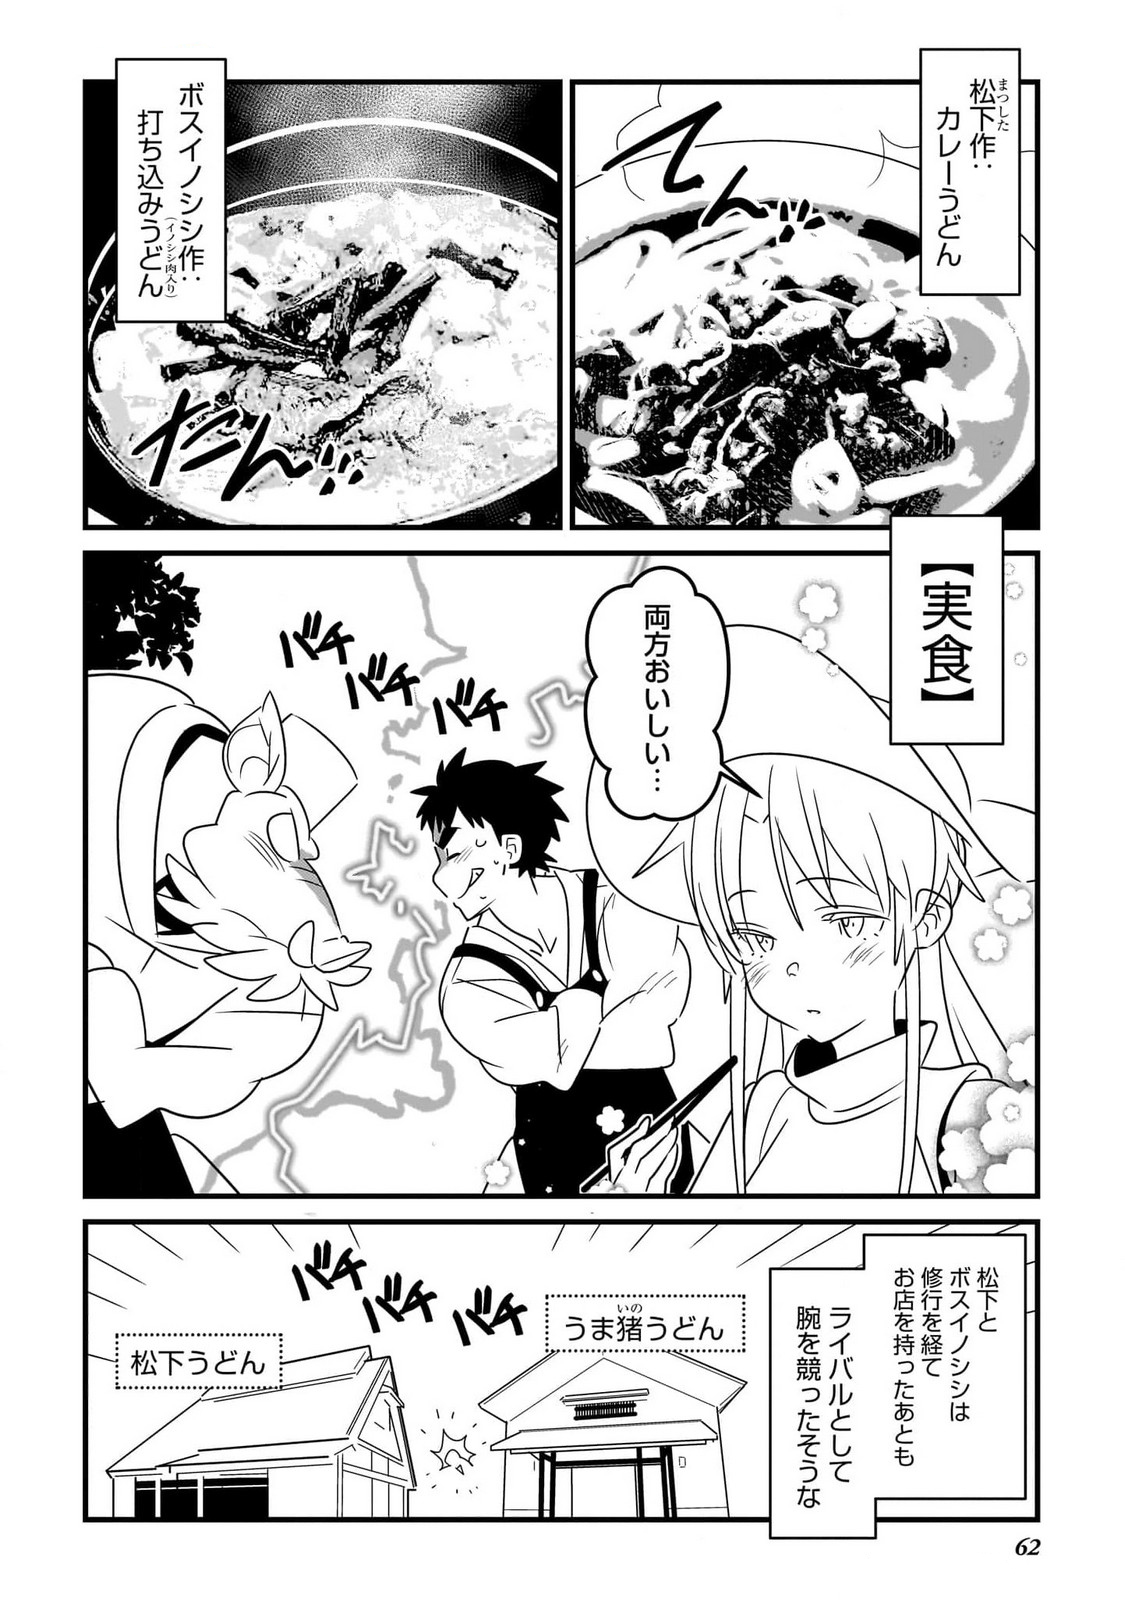 松下作：
まつした
カレーうどん
てんっ
ボスイノシシ作：
打ち込みうどん
（イノシシ肉入り）
たんっ
【実食】
両方おいしい…
バチ
バチ
バチ
松下と
ボスイノシシは
修行を経て
お店を持ったあとも
ライバルとして
腕を競ったそうな
バチ
バチ
バチ
うま猪うどん
いの
松下うどん
62